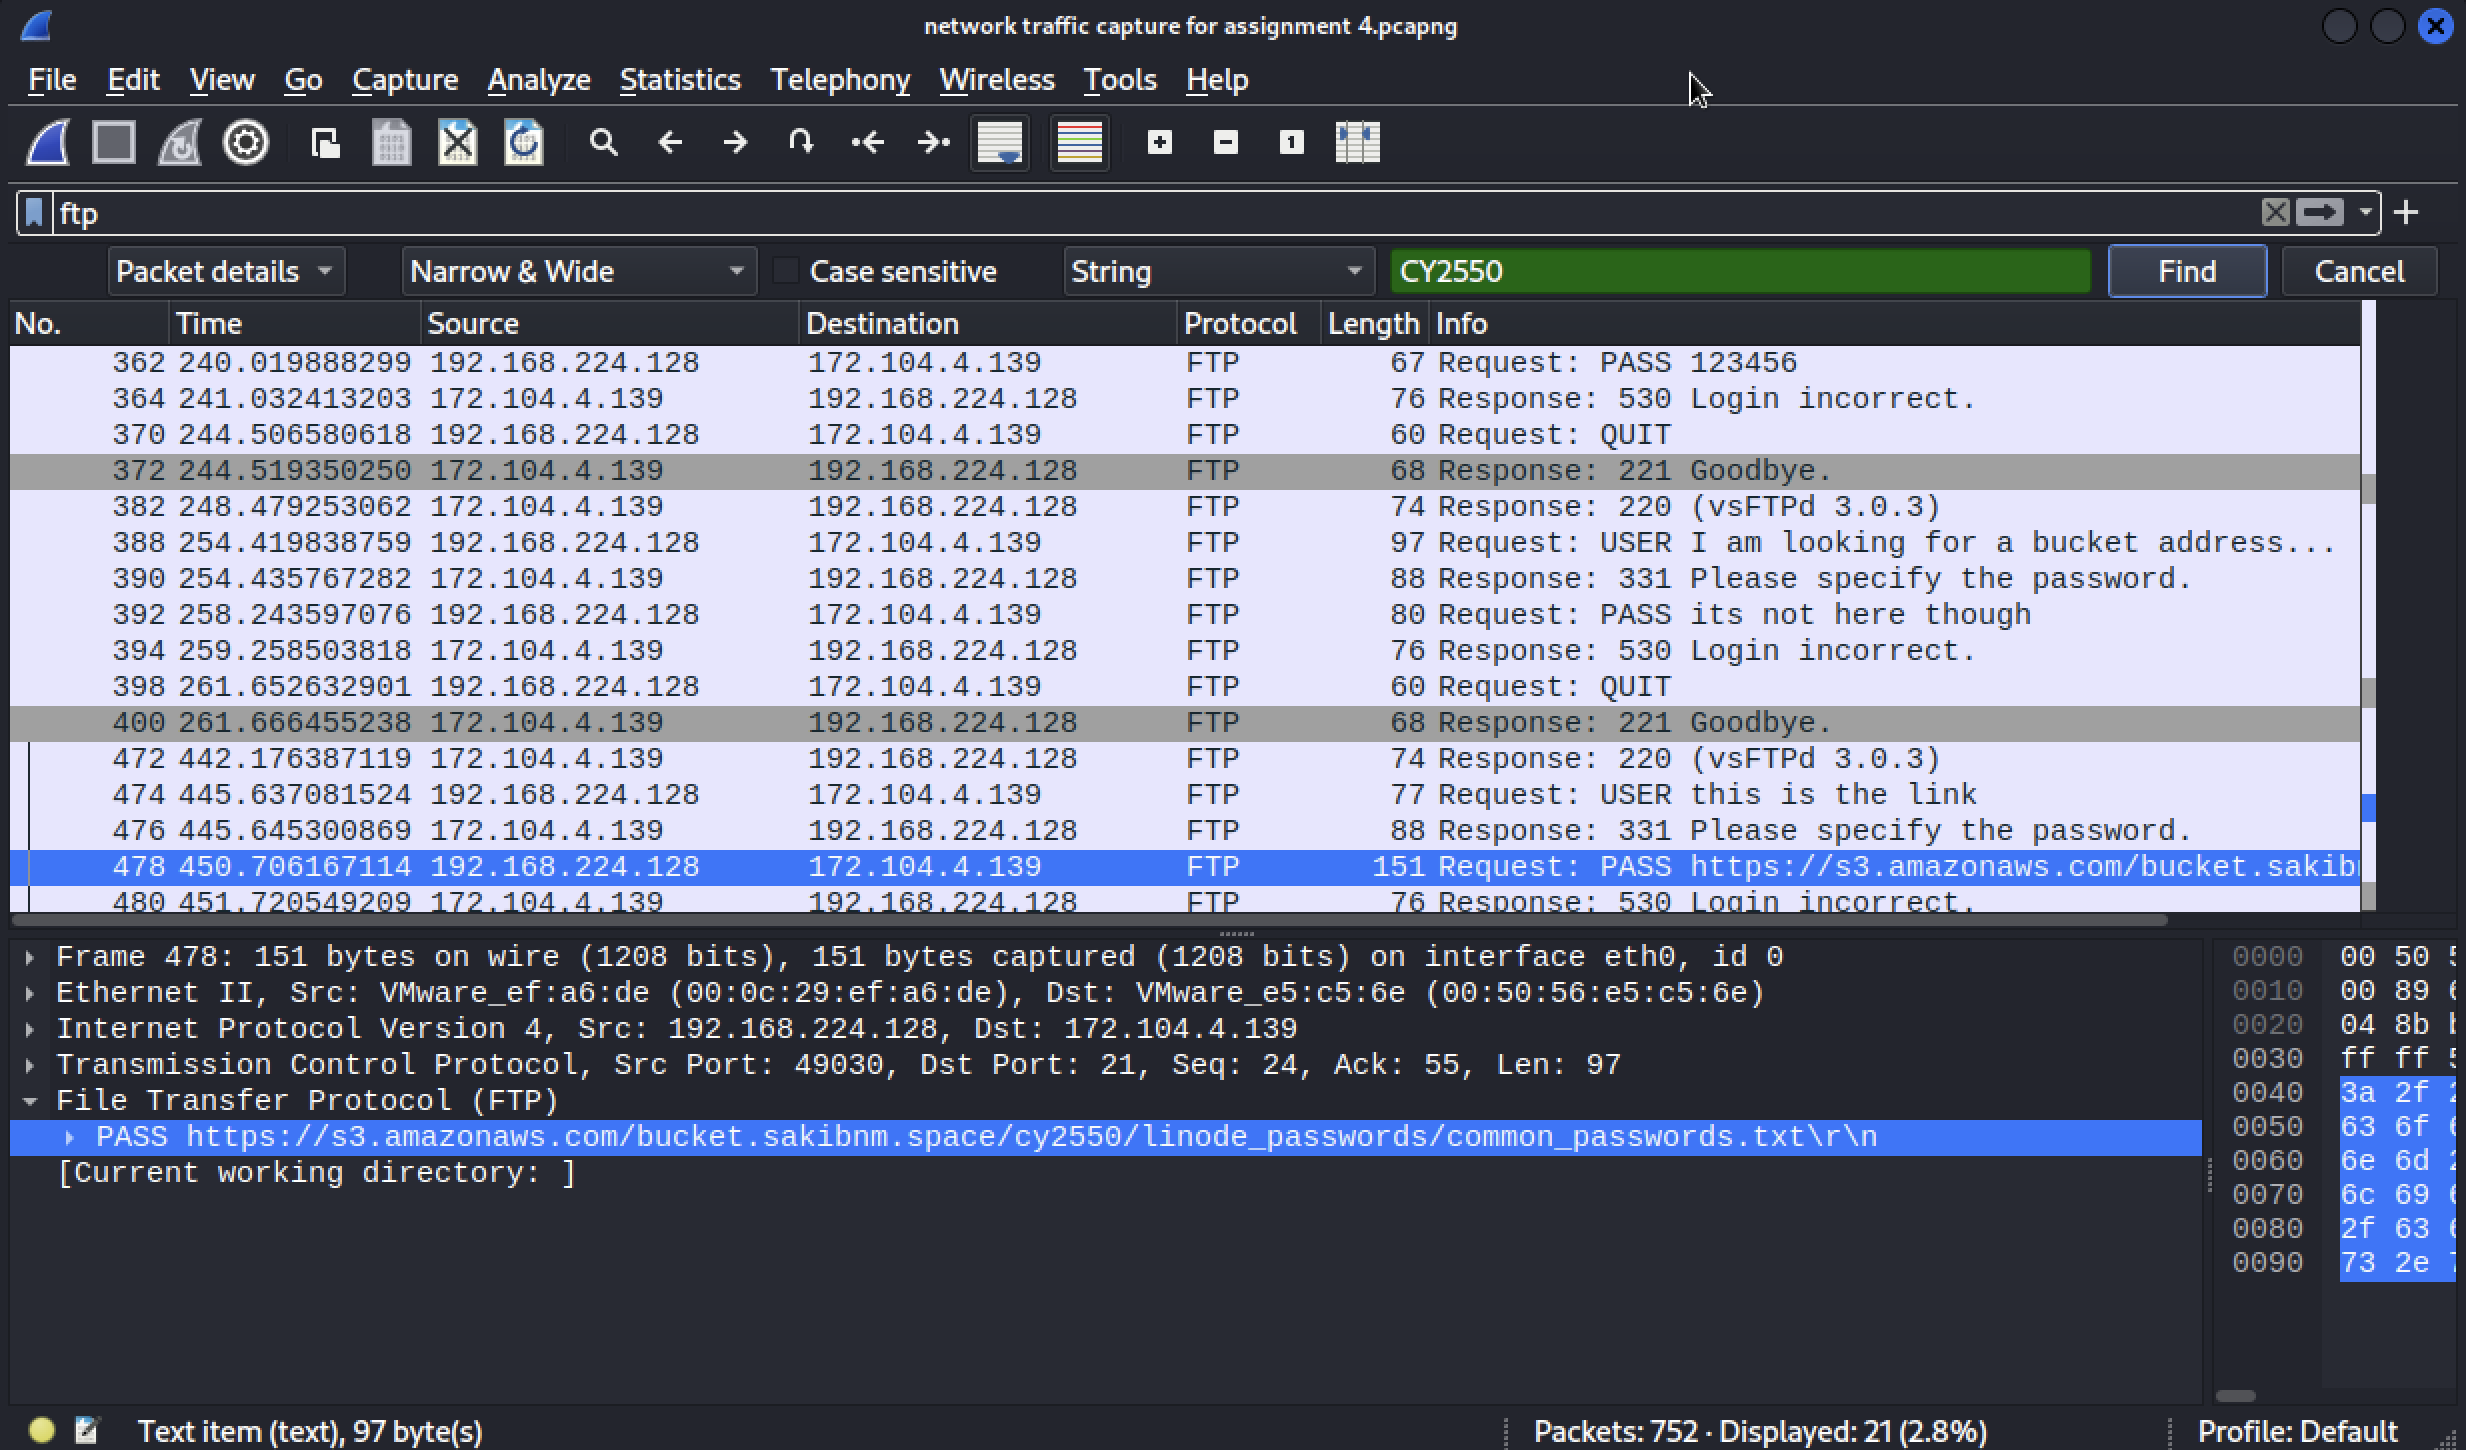 network traffic capture for assignment 4.pcapng
File Edit View Go Capture Analyze Statistics Telephony Wireless Tools Help
ftp
Packet details Narrow & Wide Case sensitive String CY2550 Find Cancel
No. Time Source Destination Protocol Length Info
362 240.019888299 192.168.224.128 172.104.4.139 FTP 67 Request: PASS 123456
364 241.032413203 172.104.4.139 192.168.224.128 FTP 76 Response: 530 Login incorrect.
370 244.506580618 192.168.224.128 172.104.4.139 FTP 60 Request: QUIT
372 244.519350250 172.104.4.139 192.168.224.128 FTP 68 Response: 221 Goodbye.
382 248.479253062 172.104.4.139 192.168.224.128 FTP 74 Response: 220 (vsFTPd 3.0.3)
388 254.419838759 192.168.224.128 172.104.4.139 FTP 97 Request: USER I am looking for a bucket address...
390 254.435767282 172.104.4.139 192.168.224.128 FTP 88 Response: 331 Please specify the password.
392 258.243597076 192.168.224.128 172.104.4.139 FTP 80 Request: PASS its not here though
394 259.258503818 172.104.4.139 192.168.224.128 FTP 76 Response: 530 Login incorrect.
398 261.652632901 192.168.224.128 172.104.4.139 FTP 60 Request: QUIT
400 261.666455238 172.104.4.139 192.168.224.128 FTP 68 Response: 221 Goodbye.
472 442.176387119 172.104.4.139 192.168.224.128 FTP 74 Response: 220 (vsFTPd 3.0.3)
474 445.637081524 192.168.224.128 172.104.4.139 FTP 77 Request: USER this is the link
476 445.645300869 172.104.4.139 192.168.224.128 FTP 88 Response: 331 Please specify the password.
478 450.706167114 192.168.224.128 172.104.4.139 FTP 151 Request: PASS https://s3.amazonaws.com/bucket.sakib
480 451.720549209 172.104.4.139 192.168.224.128 FTP 76 Response: 530 Login incorrect.
Frame 478: 151 bytes on wire (1208 bits), 151 bytes captured (1208 bits) on interface eth0, id 0
Ethernet II, Src: VMware_ef:a6:de (00:0c:29:ef:a6:de), Dst: VMware_e5:c5:6e (00:50:56:e5:c5:6e)
Internet Protocol Version 4, Src: 192.168.224.128, Dst: 172.104.4.139
Transmission Control Protocol, Src Port: 49030, Dst Port: 21, Seq: 24, Ack: 55, Len: 97
File Transfer Protocol (FTP)
PASS https://s3.amazonaws.com/bucket.sakibnm.space/cy2550/linode_passwords/common_passwords.txt\r\n
[Current working directory: ]
0000 00 50
0010 00 89
0020 04 8b
0030 ff ff
0040 3a 2f
0050 63 6f
0060 6e 6d
0070 6c 69
0080 2f 63
0090 73 2e
Text item (text), 97 byte(s) Packets: 752 · Displayed: 21 (2.8%) Profile: Default